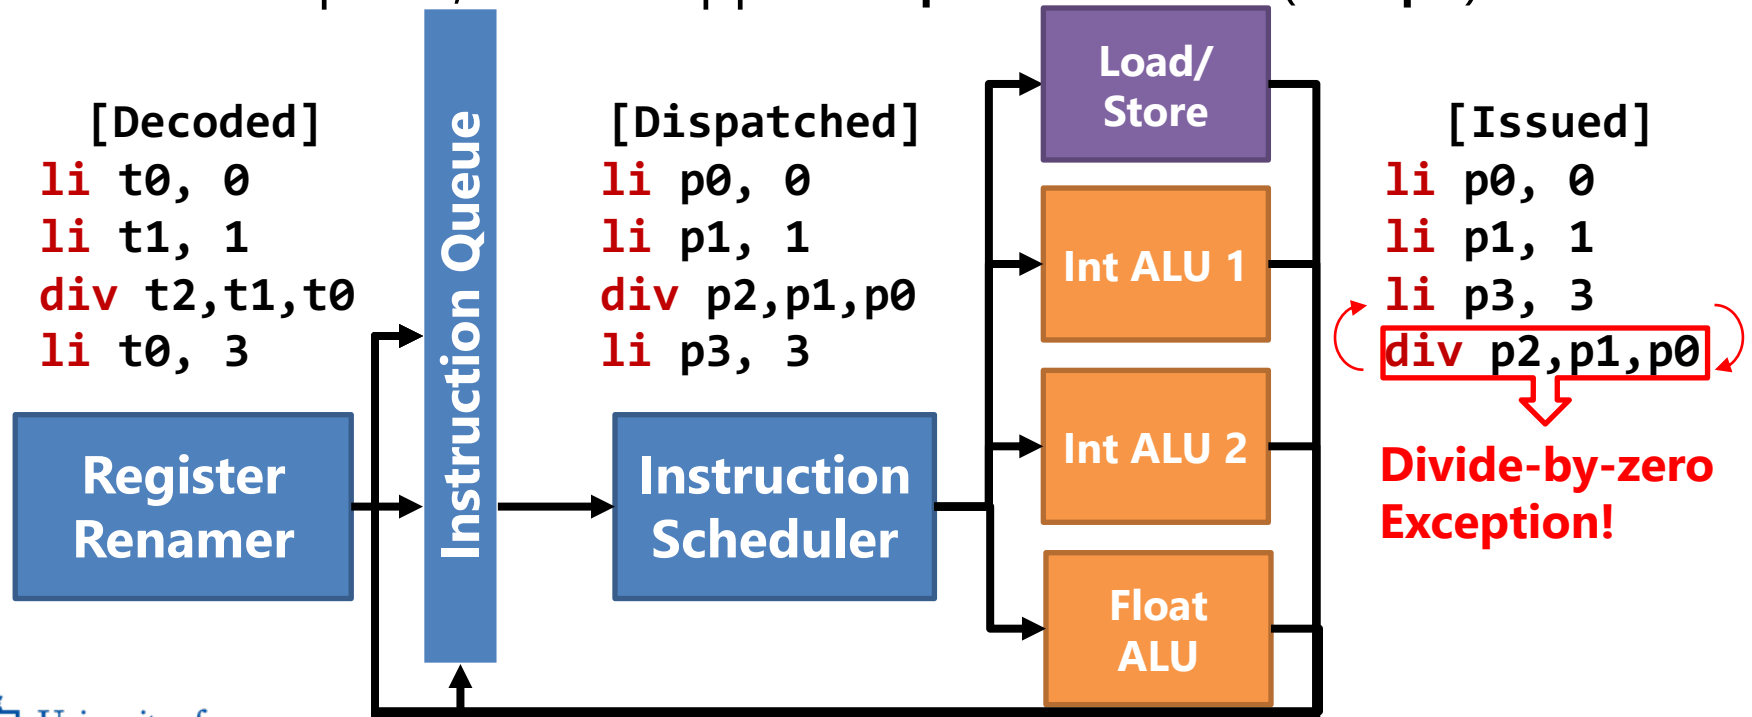 [Decoded]
li t0, 0
li t1, 1
div t2,t1,t0
li t0, 3
Register
Renamer
Instruction Queue
[Dispatched]
li p0, 0
li p1, 1
div p2,p1,p0
li p3, 3
Instruction
Scheduler
Load/
Store
Int ALU 1
Int ALU 2
Float
ALU
[Issued]
li p0, 0
li p1, 1
li p3, 3
div p2,p1,p0
Divide-by-zero
Exception!